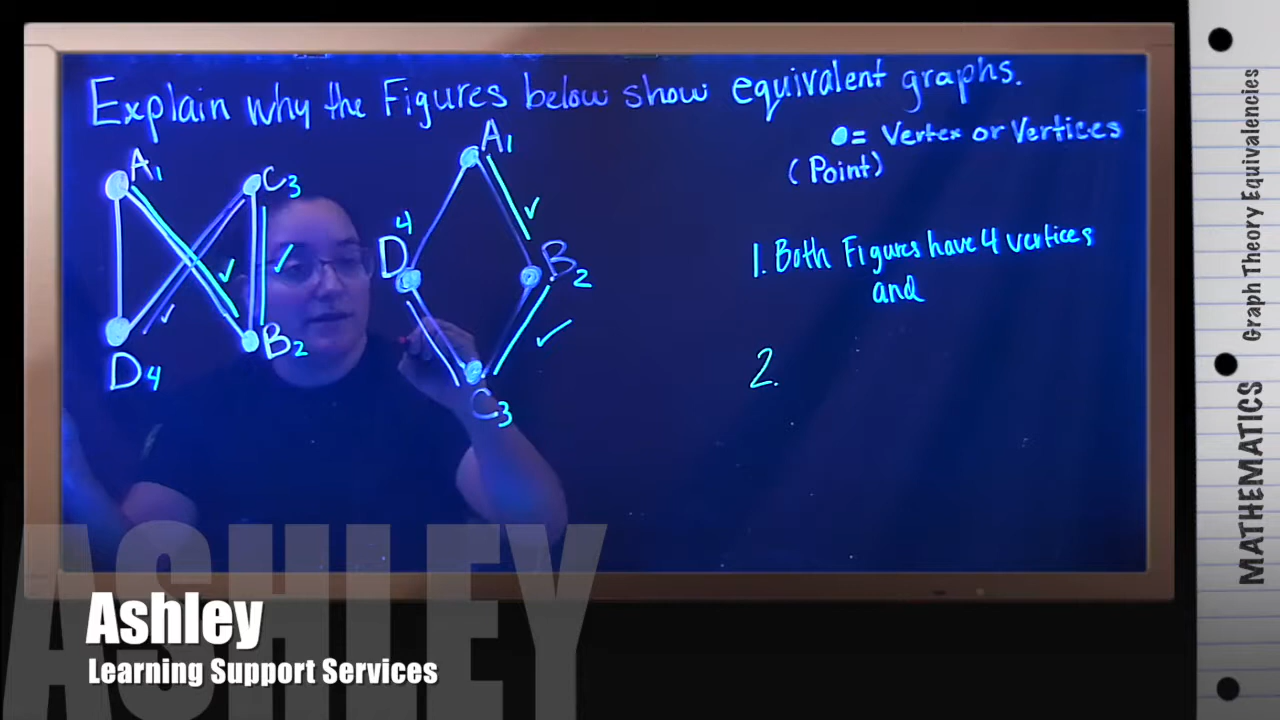 Explain why the Figures below show equivalent graphs.
= Vertex or Vertices
(Point)
A1
C3
D4
B2
A1
D4
B2
C3
1. Both Figures have 4 vertices
and
2.
ASHLEY
Ashley
Learning Support Services
MATHEMATICS Graph Theory Equivalencies